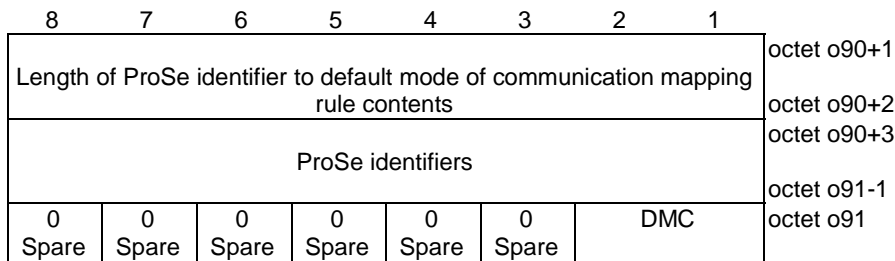 8 7 6 5 4 3 2 1
Length of ProSe identifier to default mode of communication mapping rule contents
octet o90+1
octet o90+2
ProSe identifiers
octet o90+3
octet o91-1
0 0 0 0 0 0 DMC octet o91
Spare Spare Spare Spare Spare Spare